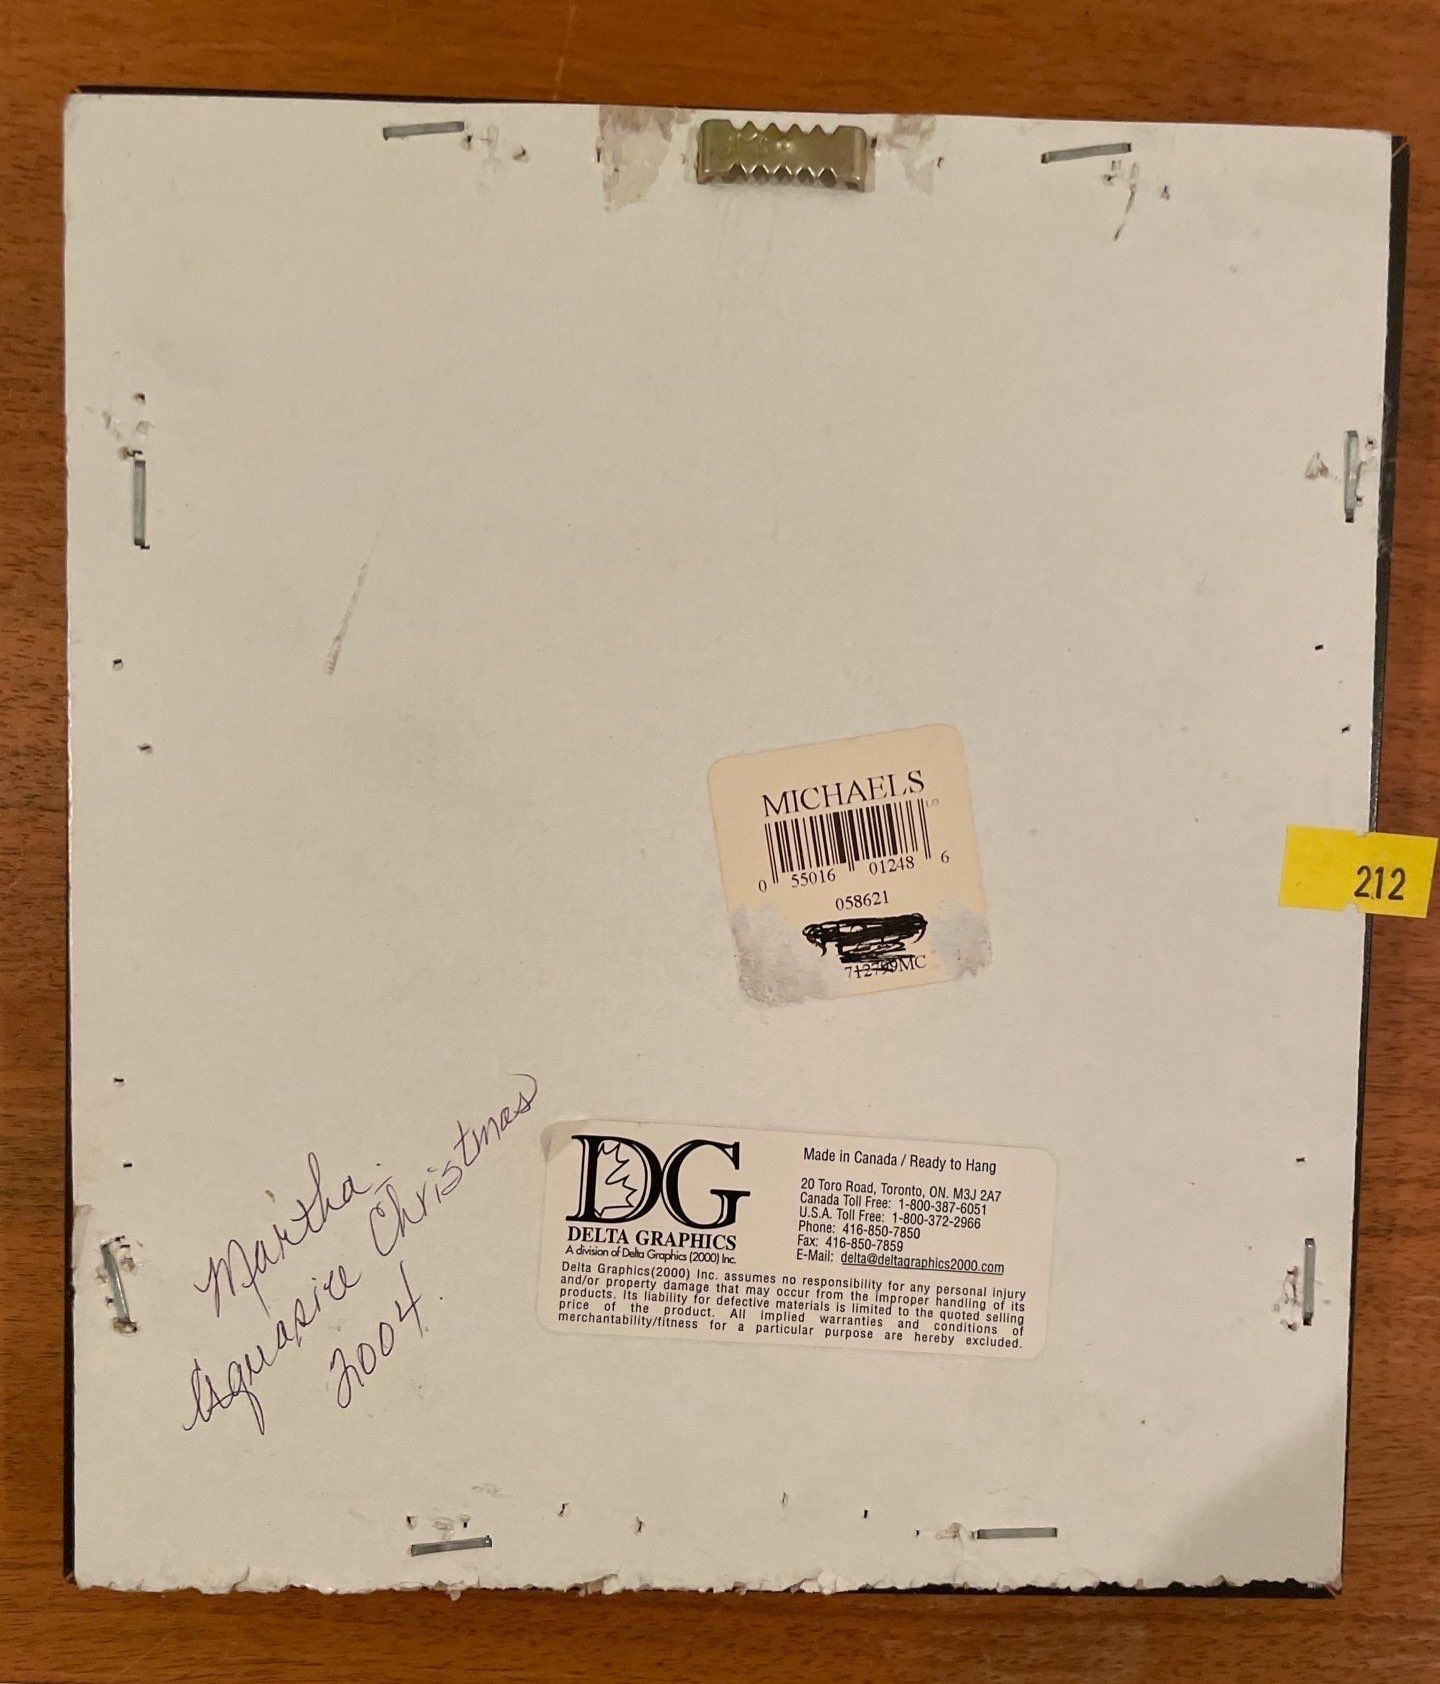 MICHAELS
0 55016 01248 6
058621
712799MC
212
Martha -
Christmas
2004.
DG
DELTA GRAPHICS
A division of Delta Graphics (2000) Inc.
Made in Canada / Ready to Hang
20 Toro Road, Toronto, ON. M3J 2A7
Canada Toll Free: 1-800-387-6051
U.S.A. Toll Free: 1-800-372-2966
Phone: 416-850-7850
Fax: 416-850-7859
E-Mail: delta@deltagraphics2000.com
Delta Graphics(2000) Inc. assumes no responsibility for any personal injury
and/or property damage that may occur from the improper handling of its
products. Its liability for defective materials is limited to the quoted selling
price of the product. All implied warranties and conditions of
merchantability/fitness for a particular purpose are hereby excluded.